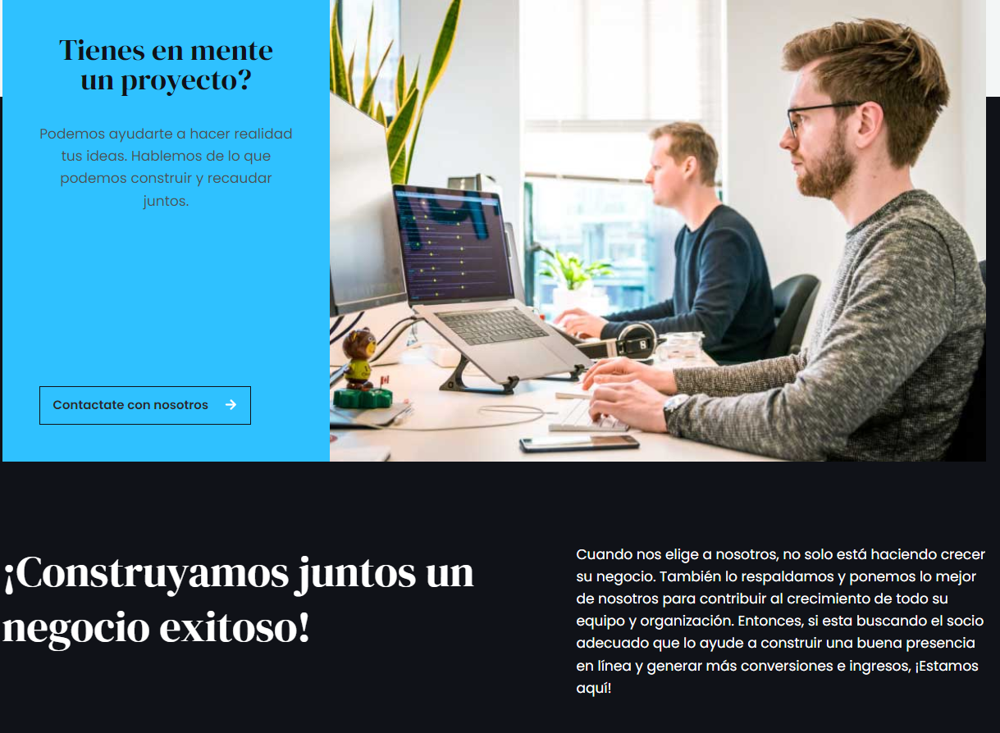 Tienes en mente
un proyecto?
Podemos ayudarte a hacer realidad
tus ideas. Hablemos de lo que
podemos construir y recaudar
juntos.
Contactate con nosotros
¡Construyamos juntos un
negocio exitoso!
Cuando nos elige a nosotros, no solo está haciendo crecer
su negocio. También lo respaldamos y ponemos lo mejor
de nosotros para contribuir al crecimiento de todo su
equipo y organización. Entonces, si esta buscando el socio
adecuado que lo ayude a construir una buena presencia
en línea y generar más conversiones e ingresos, ¡Estamos
aquí!